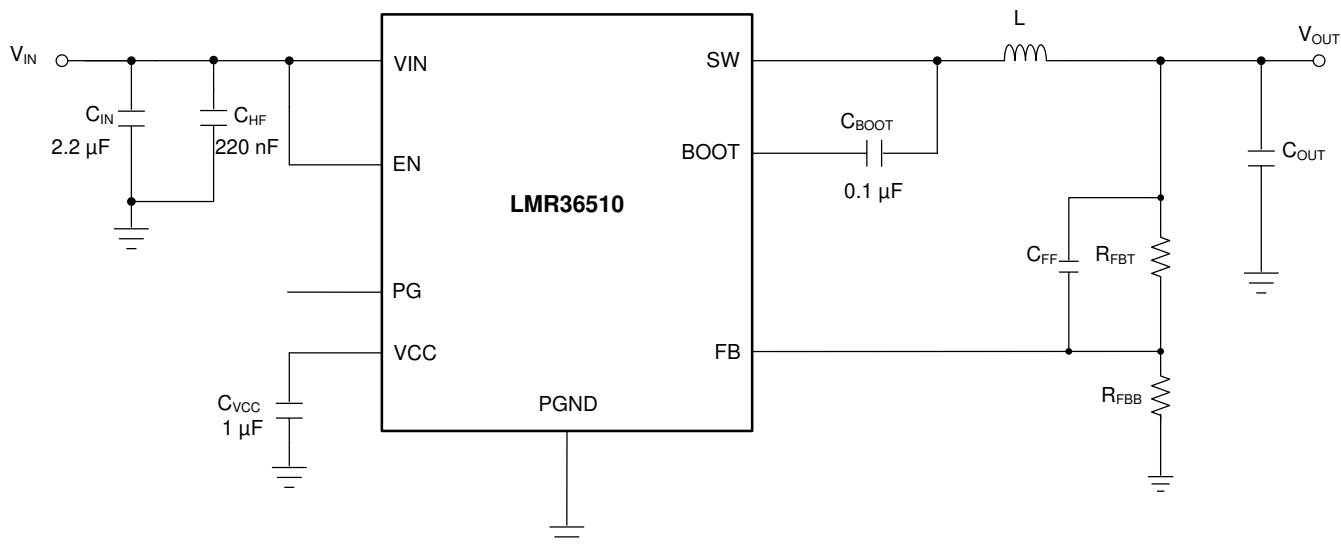 L
V_IN
V_OUT
VIN
SW
C_IN
2.2 µF
C_HF
220 nF
C_BOOT
0.1 µF
BOOT
EN
C_OUT
LMR36510
C_FF
R_FBT
PG
VCC
FB
C_VCC
1 µF
PGND
R_FBB